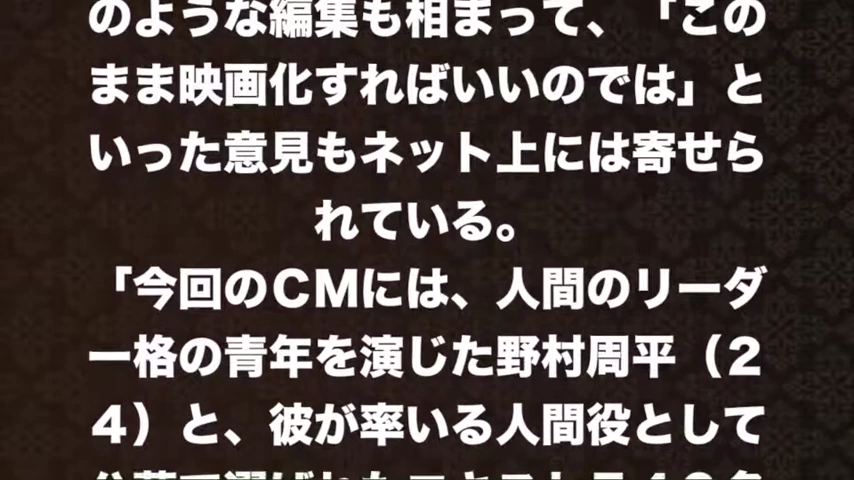 のような編集も相まって、「この
まま映画化すればいいのでは」と
いった意見もネット上には寄せら
れている。
「今回のCMには、人間のリーダ
ー格の青年を演じた野村周平（2
4）と、彼が率いる人間役として